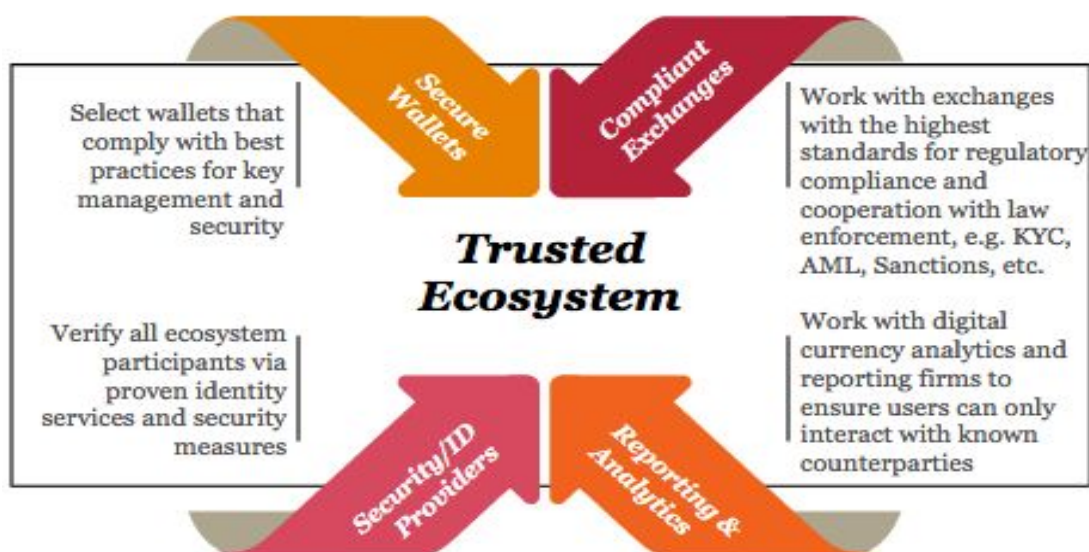 Secure
Wallets
Compliant
Exchanges
Select wallets that
comply with best
practices for key
management and
security
Work with exchanges
with the highest
standards for regulatory
compliance and
cooperation with law
enforcement, e.g. KYC,
AML, Sanctions, etc.
Trusted
Ecosystem
Verify all ecosystem
participants via
proven identity
services and security
measures
Work with digital
currency analytics and
reporting firms to
ensure users can only
interact with known
counterparties
Security/ID
Providers
Reporting &
Analytics